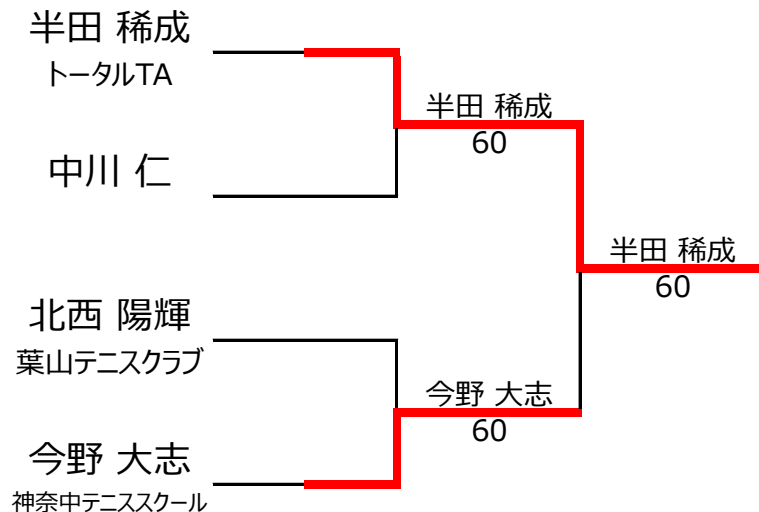 半田 稀成
トータルTA
半田 稀成
60
中川 仁
半田 稀成
60
北西 陽輝
葉山テニスクラブ
今野 大志
60
今野 大志
神奈中テニススクール